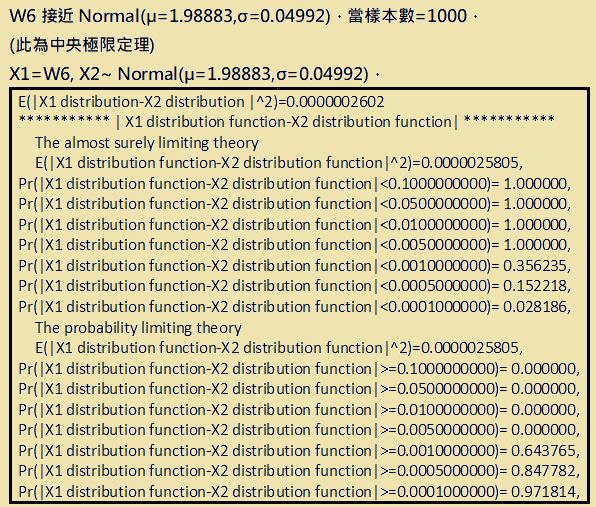 W6 接近 Normal(μ=1.98883,σ=0.04992)，當樣本數=1000，
(此為中央極限定理)
X1=W6, X2~ Normal(μ=1.98883,σ=0.04992)，
E(|X1 distribution-X2 distribution |^2)=0.0000002602
*********** | X1 distribution function-X2 distribution function| ***********
The almost surely limiting theory
E(|X1 distribution function-X2 distribution function|^2)=0.0000025805,
Pr(|X1 distribution function-X2 distribution function|<0.1000000000)= 1.000000,
Pr(|X1 distribution function-X2 distribution function|<0.0500000000)= 1.000000,
Pr(|X1 distribution function-X2 distribution function|<0.0100000000)= 1.000000,
Pr(|X1 distribution function-X2 distribution function|<0.0050000000)= 1.000000,
Pr(|X1 distribution function-X2 distribution function|<0.0010000000)= 0.356235,
Pr(|X1 distribution function-X2 distribution function|<0.0005000000)= 0.152218,
Pr(|X1 distribution function-X2 distribution function|<0.0001000000)= 0.028186,
The probability limiting theory
E(|X1 distribution function-X2 distribution function|^2)=0.0000025805,
Pr(|X1 distribution function-X2 distribution function|>=0.1000000000)= 0.000000,
Pr(|X1 distribution function-X2 distribution function|>=0.0500000000)= 0.000000,
Pr(|X1 distribution function-X2 distribution function|>=0.0100000000)= 0.000000,
Pr(|X1 distribution function-X2 distribution function|>=0.0050000000)= 0.000000,
Pr(|X1 distribution function-X2 distribution function|>=0.0010000000)= 0.643765,
Pr(|X1 distribution function-X2 distribution function|>=0.0005000000)= 0.847782,
Pr(|X1 distribution function-X2 distribution function|>=0.0001000000)= 0.971814,